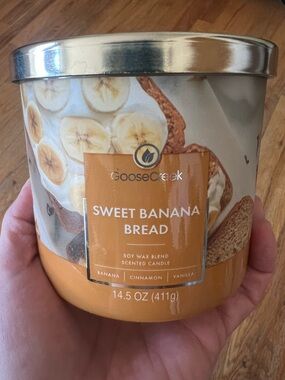 GooseCreek
SWEET BANANA
BREAD
SOY WAX BLEND
SCENTED CANDLE
BANANA | CINNAMON | VANILLA
14.5 OZ (411g)